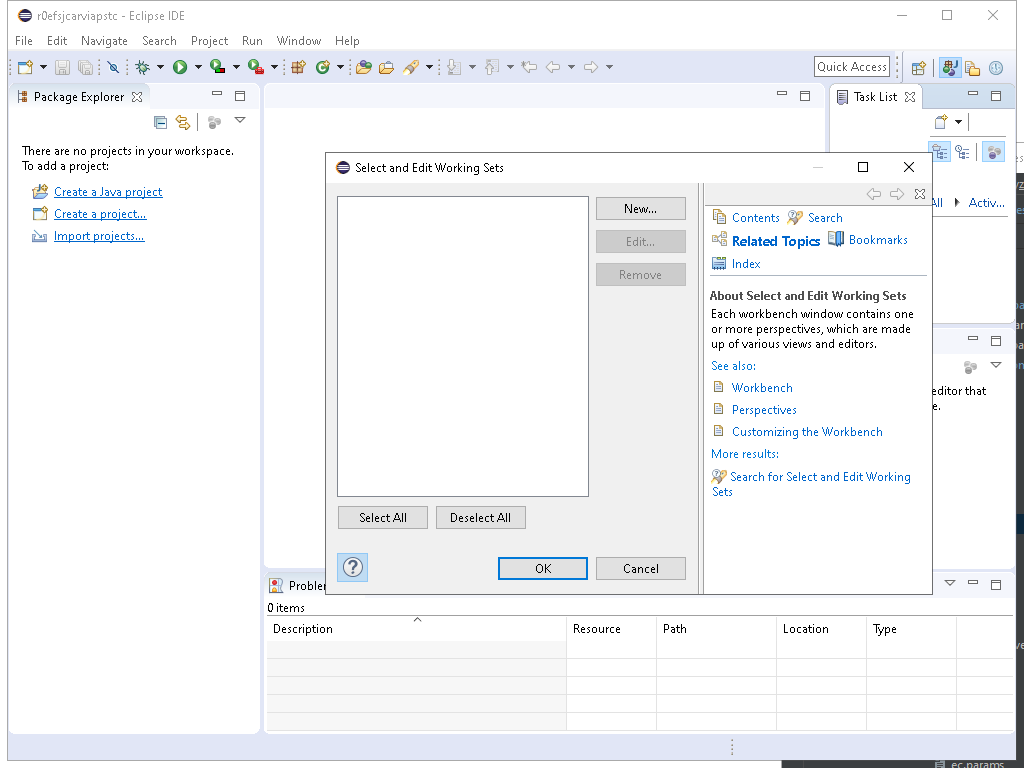 r0efsjcarviapstc - Eclipse IDE
File Edit Navigate Search Project Run Window Help
Quick Access
Package Explorer
Task List
There are no projects in your workspace.
To add a project:
Create a Java project
Create a project...
Import projects...
Select and Edit Working Sets
New...
Edit...
Remove
Select All
Deselect All
OK
Cancel
Contents
Search
Related Topics
Bookmarks
Index
About Select and Edit Working Sets
Each workbench window contains one
or more perspectives, which are made
up of various views and editors.
See also:
Workbench
Perspectives
Customizing the Workbench
More results:
Search for Select and Edit Working
Sets
All
Activ...
editor that
0 items
Description Resource Path Location Type
ec.params